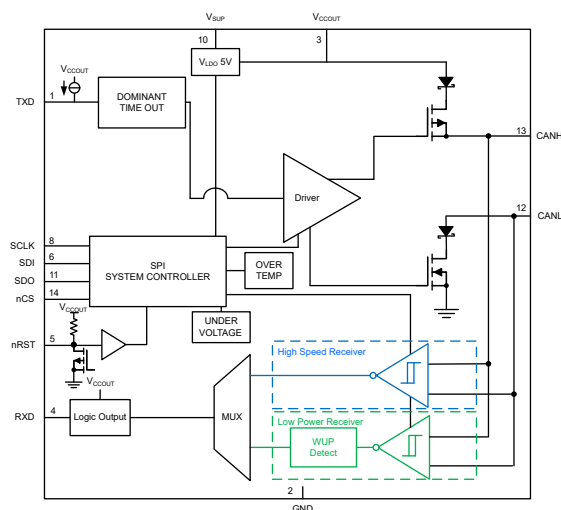 VSUP
VCCOUT
10
3
VLDO 5V
VCCOUT
TXD
1
DOMINANT
TIME OUT
13
CANH
Driver
12
CANL
SCLK
8
SDI
6
SDO
11
nCS
14
SPI
SYSTEM CONTROLLER
OVER
TEMP
UNDER
VOLTAGE
VCCOUT
nRST
5
VCCOUT
RXD
4
Logic Output
MUX
High Speed Receiver
Low Power Receiver
WUP
Detect
2
GND